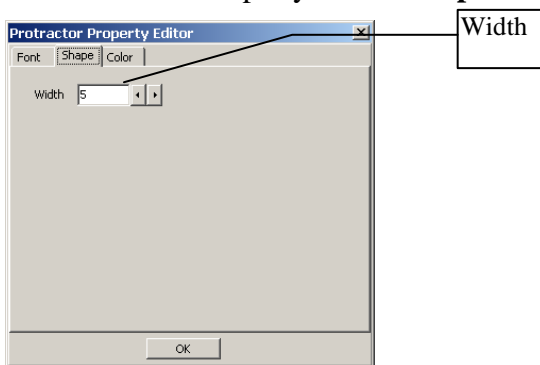 Protractor Property Editor
Width
Font Shape Color
Width 5
OK